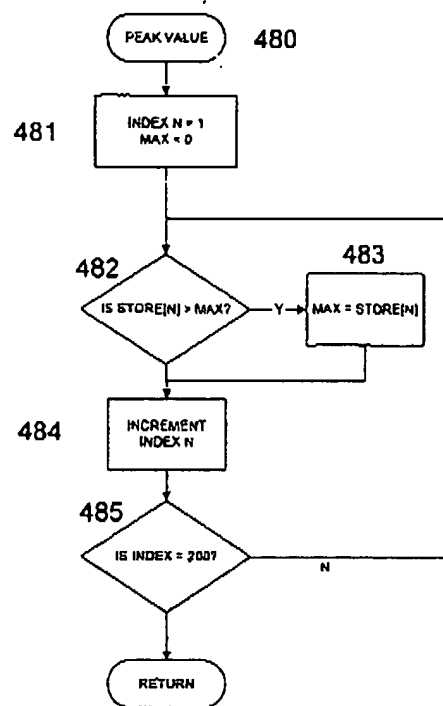 PEAK VALUE
480
481
INDEX N = 1
MAX = 0
482
IS STORE[N] > MAX?
Y
483
MAX = STORE[N]
484
INCREMENT
INDEX N
485
IS INDEX = 200?
N
RETURN